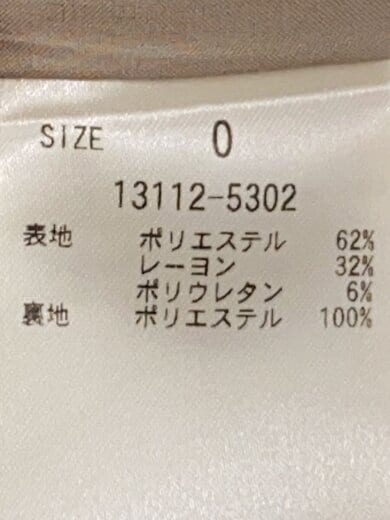 SIZE 0
13112-5302
表地 ポリエステル 62%
レーヨン 32%
ポリウレタン 6%
裏地 ポリエステル 100%